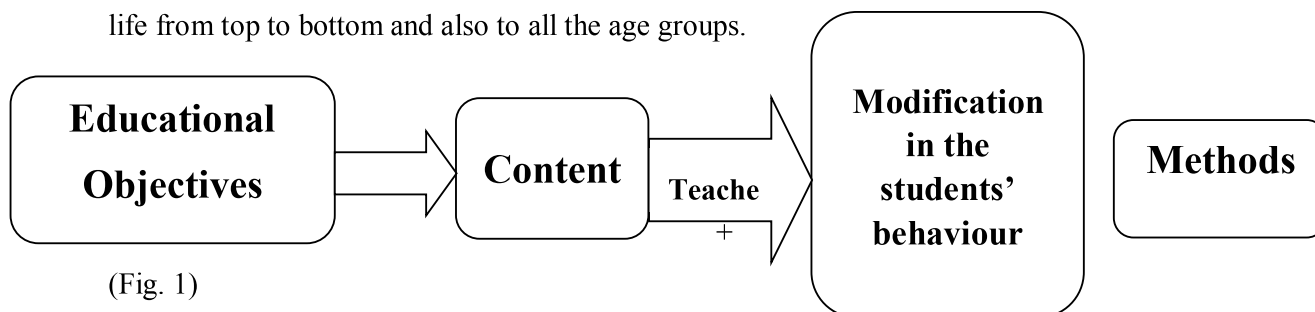 life from top to bottom and also to all the age groups.
Educational
Objectives
Content
Teache
+
Modification
in the
students’
behaviour
Methods
(Fig. 1)